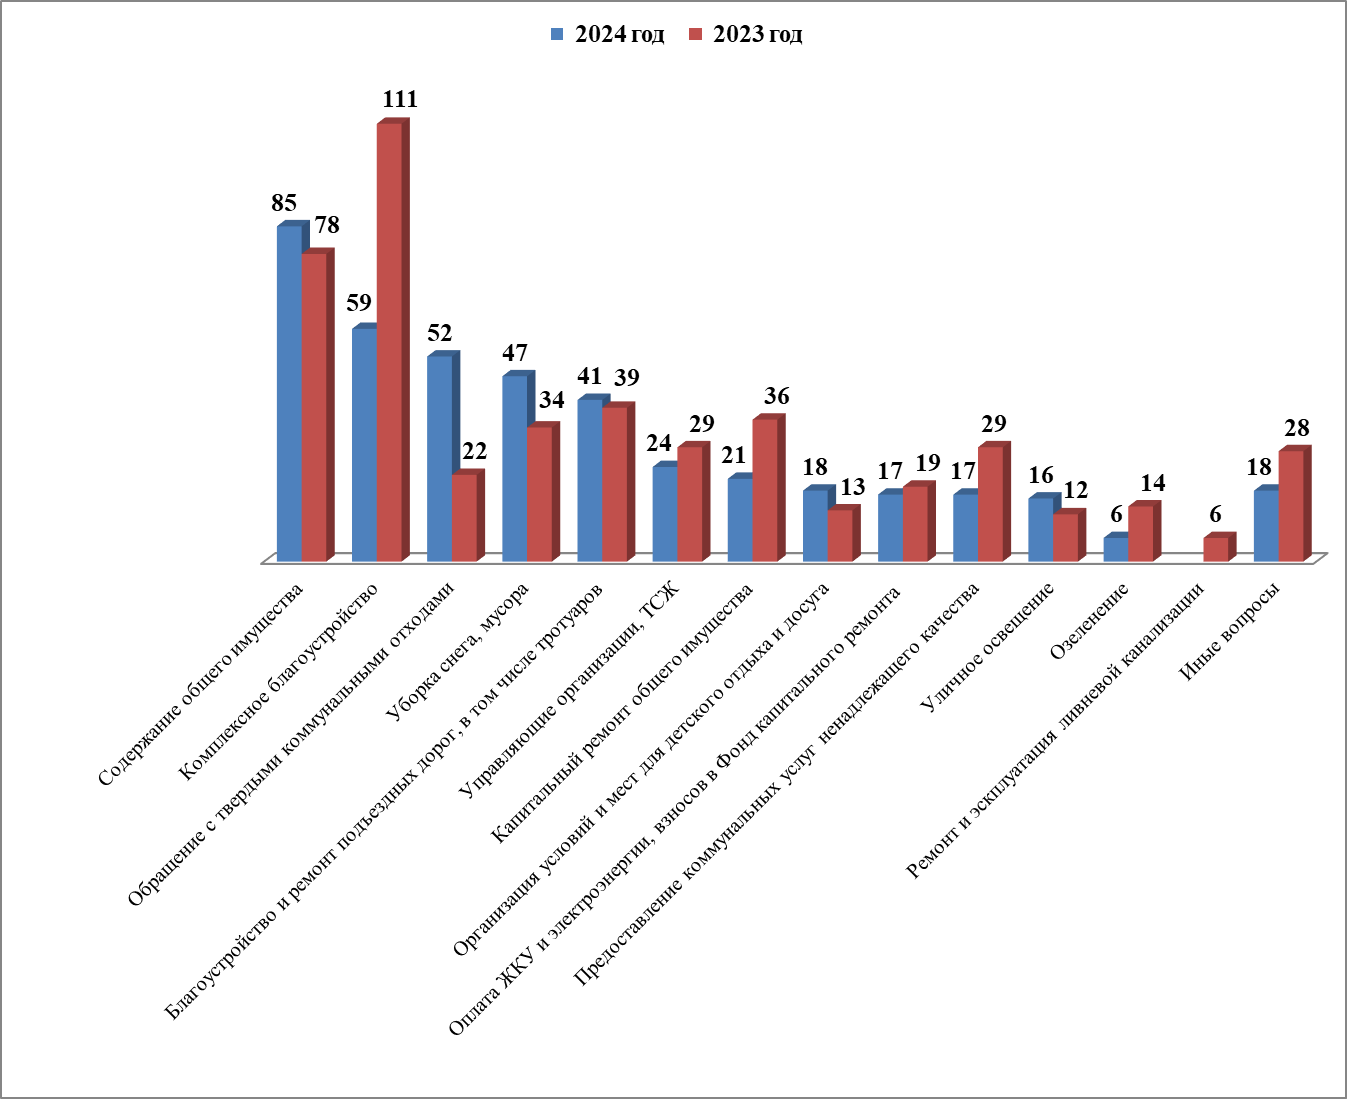 2024 год 2023 год
111
85
78
59
52
47
41
39
34
22
24
29
21
36
18
13
17
19
17
29
16
12
6
14
6
18
28
Содержание общего имущества
Комплексное благоустройство
Обращение с твердыми коммунальными отходами
Уборка снега, мусора
Благоустройство и ремонт подъездных дорог, в том числе тротуаров
Управляющие организации, ТСЖ
Капитальный ремонт общего имущества
Организация условий и мест для детского отдыха и досуга
Оплата ЖКУ и электроэнергии, взносов в Фонд капитального ремонта
Предоставление коммунальных услуг ненадлежащего качества
Уличное освещение
Озеленение
Ремонт и эскплуатация ливневой канализации
Иные вопросы